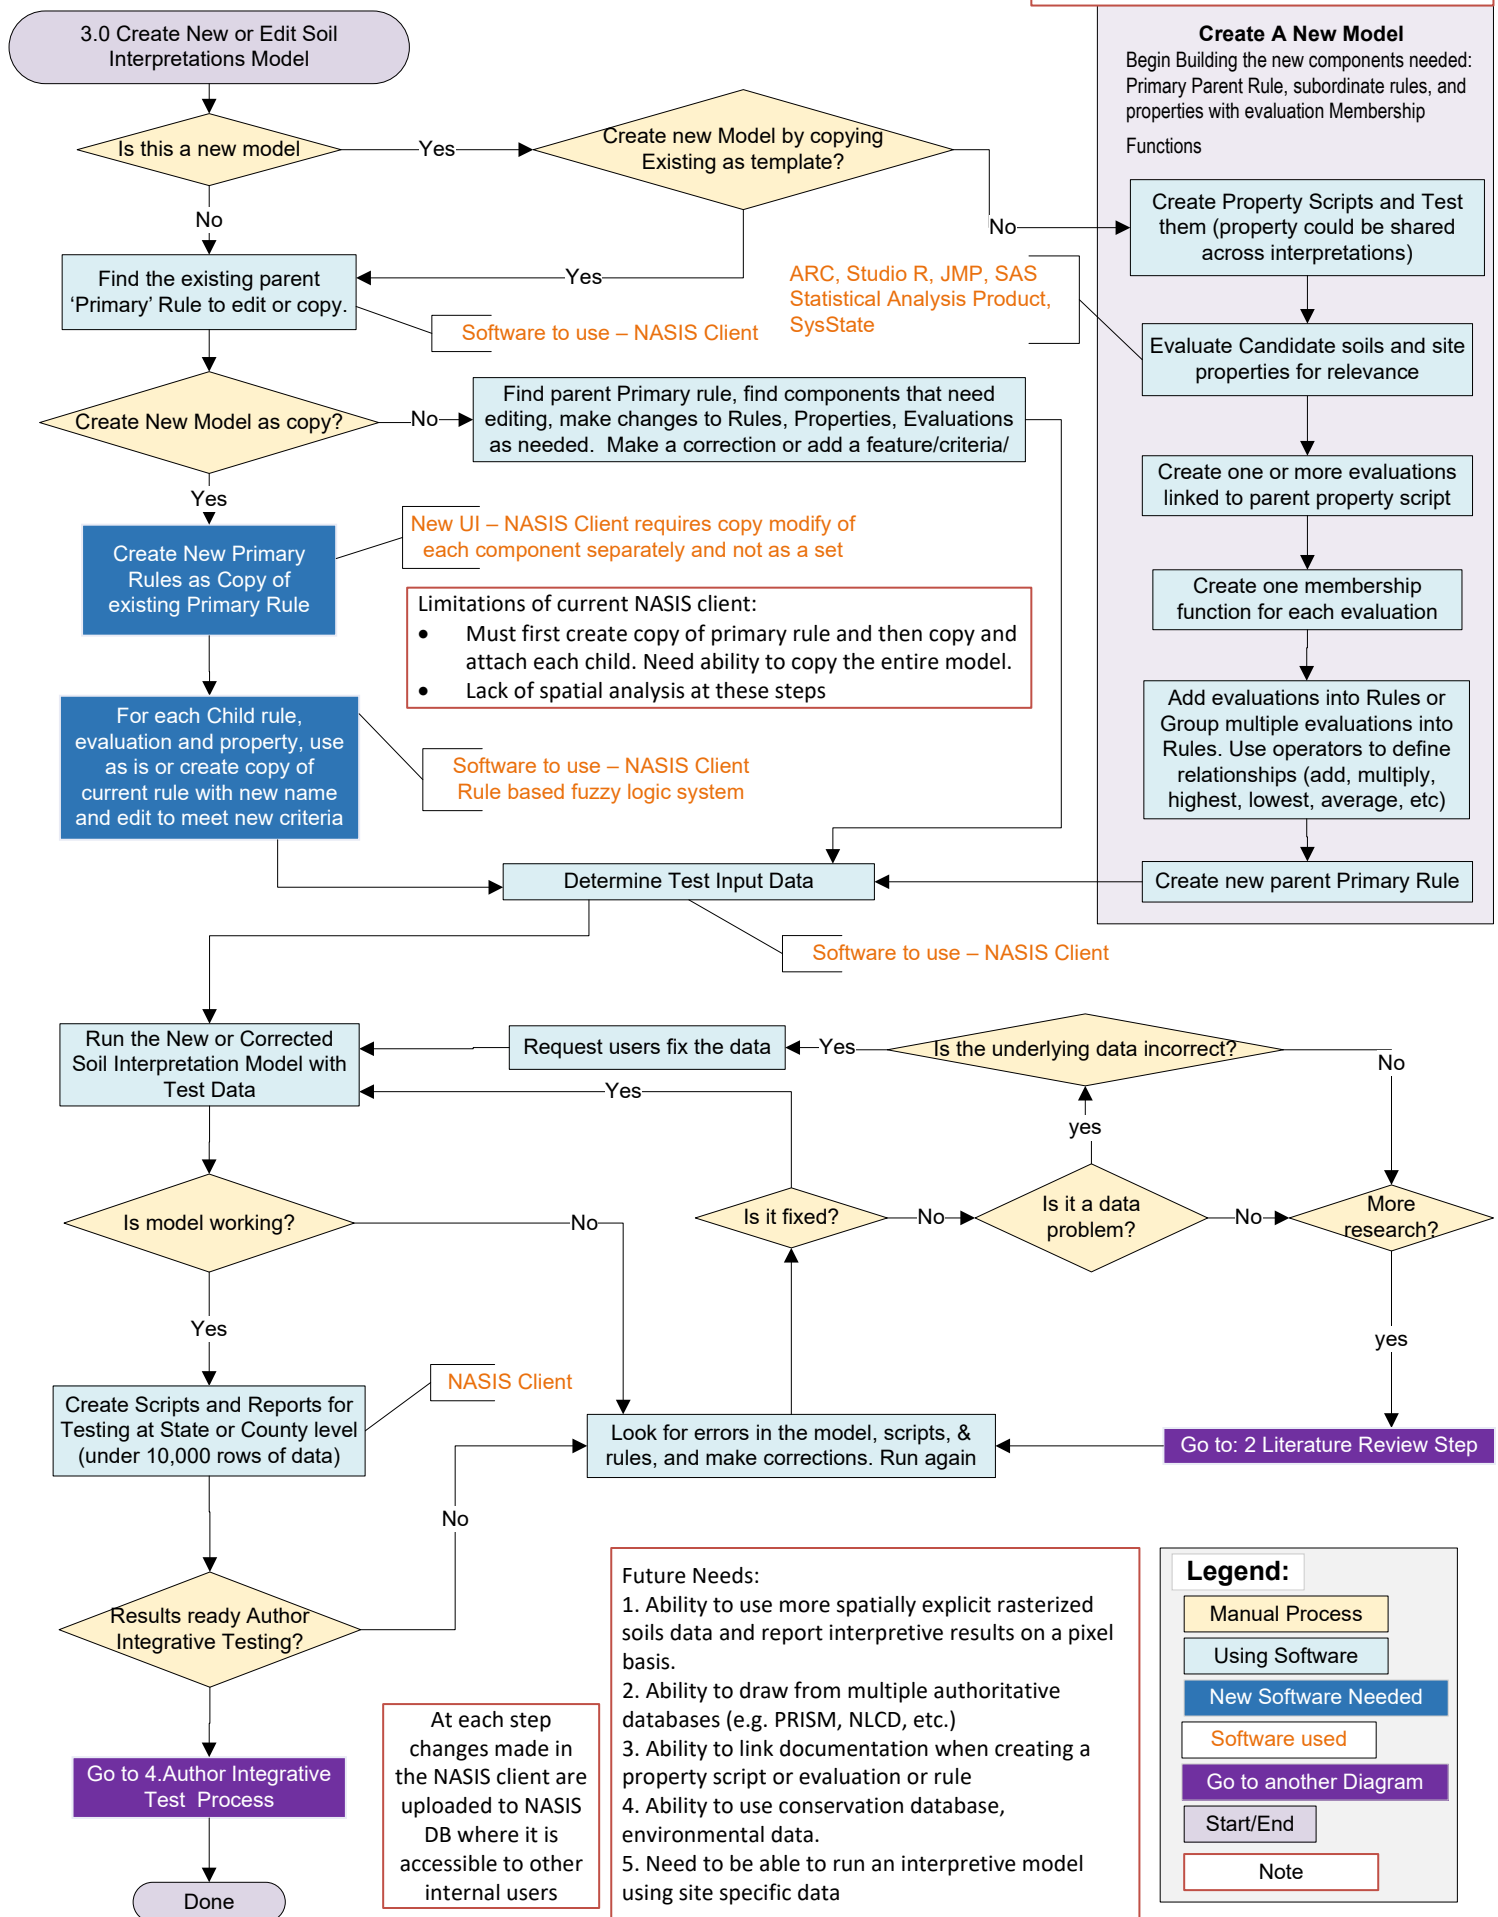 3.0 Create New or Edit Soil
Interpretations Model
Is this a new model
Yes
Create new Model by copying
Existing as template?
No
No
Yes
Create A New Model
Begin Building the new components needed:
Primary Parent Rule, subordinate rules, and
properties with evaluation Membership
Functions
Create Property Scripts and Test
them (property could be shared
across interpretations)
Find the existing parent
‘Primary’ Rule to edit or copy.
Software to use – NASIS Client
ARC, Studio R, JMP, SAS
Statistical Analysis Product,
SysState
Evaluate Candidate soils and site
properties for relevance
Create New Model as copy?
No
Find parent Primary rule, find components that need
editing, make changes to Rules, Properties, Evaluations
as needed.  Make a correction or add a feature/criteria/
Create one or more evaluations
linked to parent property script
Yes
Create New Primary
Rules as Copy of
existing Primary Rule
New UI – NASIS Client requires copy modify of
each component separately and not as a set
Create one membership
function for each evaluation
Limitations of current NASIS client:
• Must first create copy of primary rule and then copy and
attach each child. Need ability to copy the entire model.
• Lack of spatial analysis at these steps
For each Child rule,
evaluation and property, use
as is or create copy of
current rule with new name
and edit to meet new criteria
Software to use – NASIS Client
Rule based fuzzy logic system
Add evaluations into Rules or
Group multiple evaluations into
Rules. Use operators to define
relationships (add, multiply,
highest, lowest, average, etc)
Determine Test Input Data
Create new parent Primary Rule
Software to use – NASIS Client
Run the New or Corrected
Soil Interpretation Model with
Test Data
Request users fix the data
Yes
Is the underlying data incorrect?
No
Yes
yes
Is model working?
No
Is it fixed?
No
Is it a data
problem?
No
More
research?
Yes
yes
Create Scripts and Reports for
Testing at State or County level
(under 10,000 rows of data)
NASIS Client
Look for errors in the model, scripts, &
rules, and make corrections. Run again
Go to: 2 Literature Review Step
No
Results ready Author
Integrative Testing?
Go to 4.Author Integrative
Test  Process
Done
At each step
changes made in
the NASIS client are
uploaded to NASIS
DB where it is
accessible to other
internal users
Future Needs:
1. Ability to use more spatially explicit rasterized
soils data and report interpretive results on a pixel
basis.
2. Ability to draw from multiple authoritative
databases (e.g. PRISM, NLCD, etc.)
3. Ability to link documentation when creating a
property script or evaluation or rule
4. Ability to use conservation database,
environmental data.
5. Need to be able to run an interpretive model
using site specific data
Legend:
Manual Process
Using Software
New Software Needed
Software used
Go to another Diagram
Start/End
Note